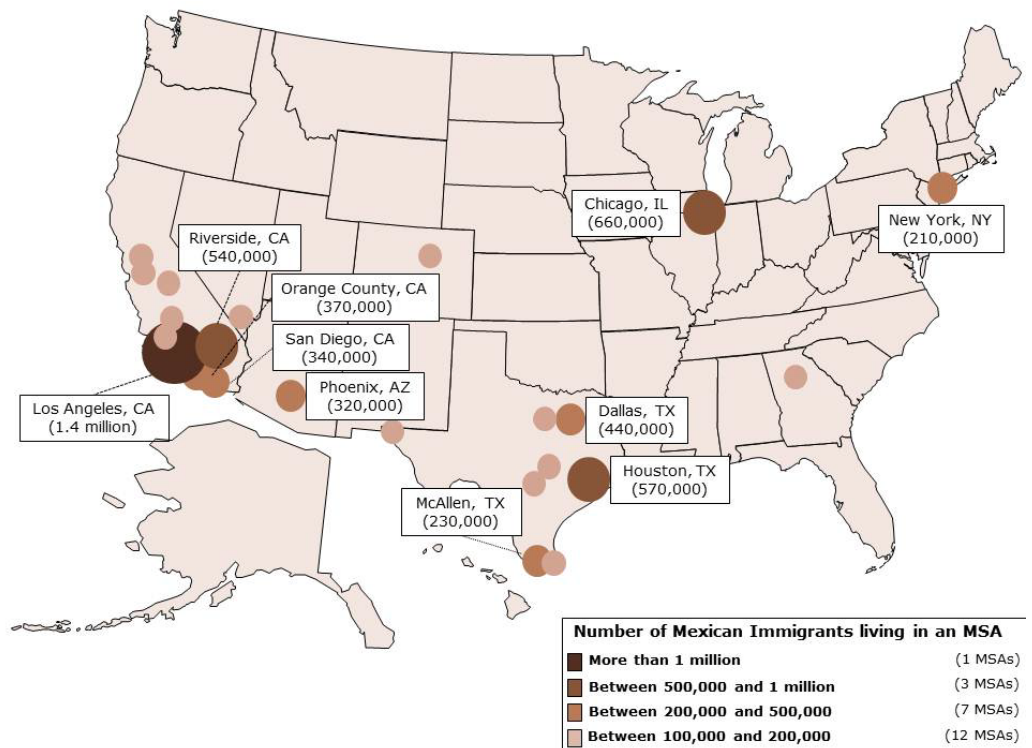 Chicago, IL
(660,000)
New York, NY
(210,000)
Riverside, CA
(540,000)
Orange County, CA
(370,000)
San Diego, CA
(340,000)
Phoenix, AZ
(320,000)
Los Angeles, CA
(1.4 million)
Dallas, TX
(440,000)
Houston, TX
(570,000)
McAllen, TX
(230,000)
Number of Mexican Immigrants living in an MSA
More than 1 million (1 MSAs)
Between 500,000 and 1 million (3 MSAs)
Between 200,000 and 500,000 (7 MSAs)
Between 100,000 and 200,000 (12 MSAs)